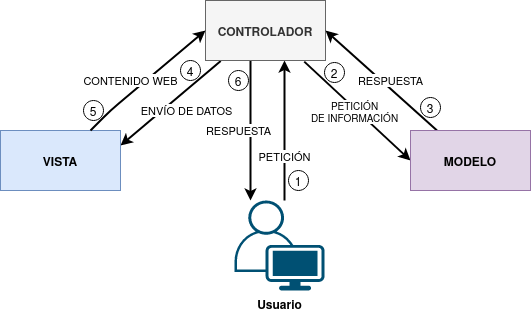 CONTROLADOR
CONTENIDO WEB
4
6
2
RESPUESTA
5
ENVÍO DE DATOS
PETICIÓN
DE INFORMACIÓN
3
RESPUESTA
VISTA
PETICIÓN
MODELO
1
Usuario